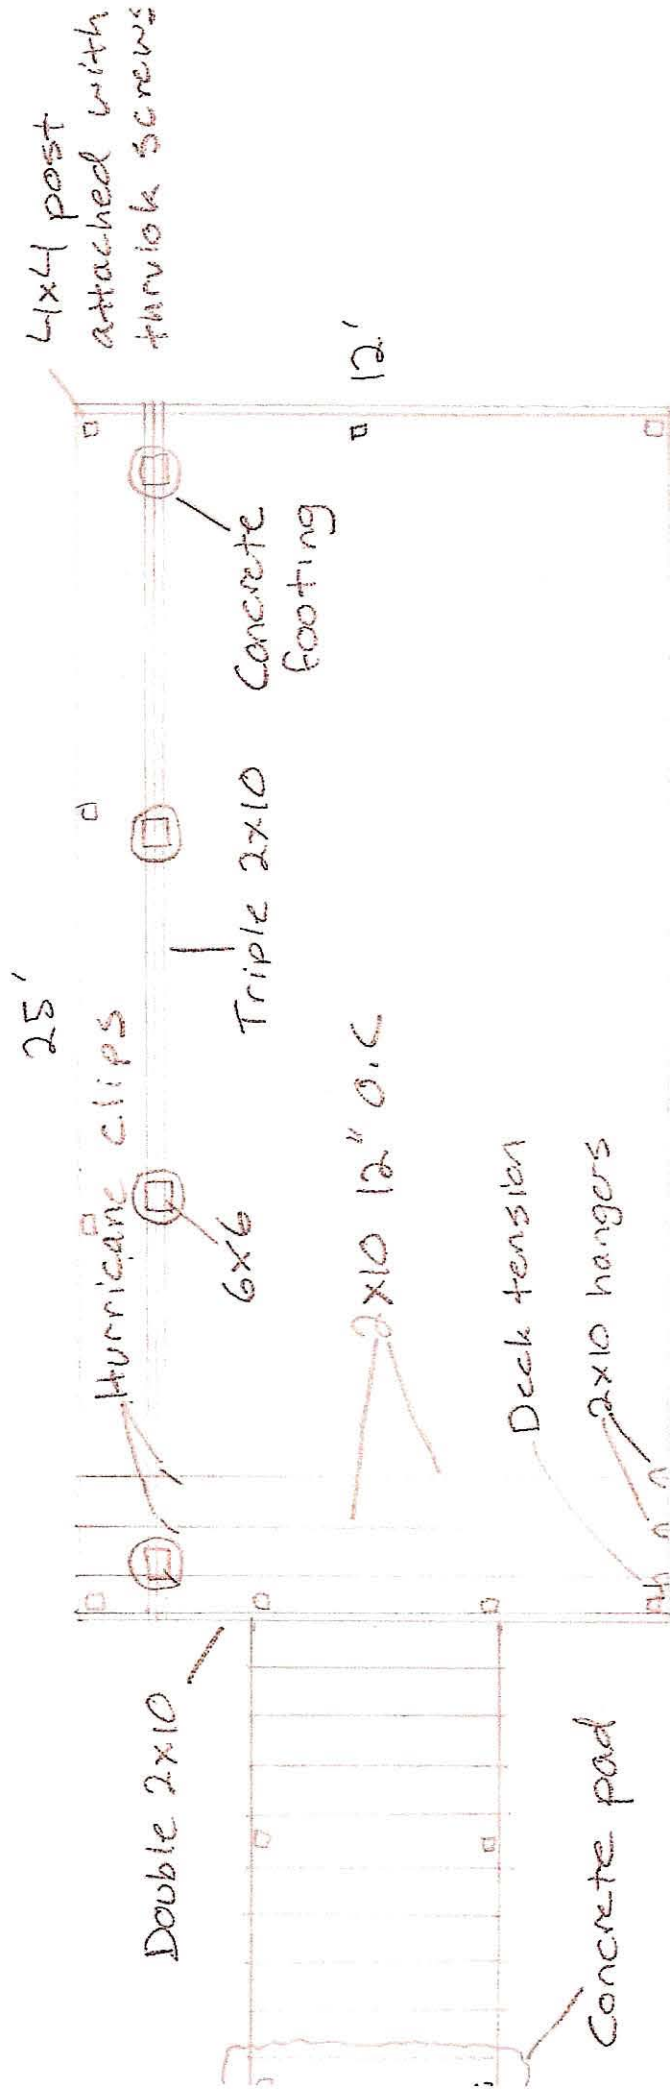 4x4 post
attached with
thrulok screws
25'
Hurricane clips
Double 2x10
6x6
Triple 2x10
Concrete
footing
12'
2x10 12" O.C
Deck tension
2x10 hangers
Concrete pad